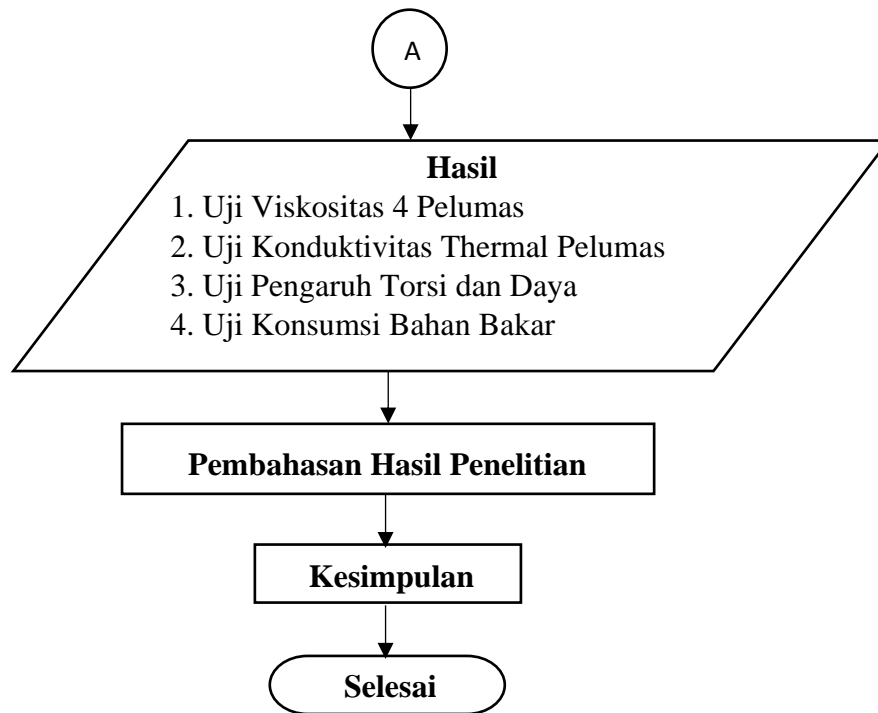 A
Hasil
1. Uji Viskositas 4 Pelumas
2. Uji Konduktivitas Thermal Pelumas
3. Uji Pengaruh Torsi dan Daya
4. Uji Konsumsi Bahan Bakar
Pembahasan Hasil Penelitian
Kesimpulan
Selesai